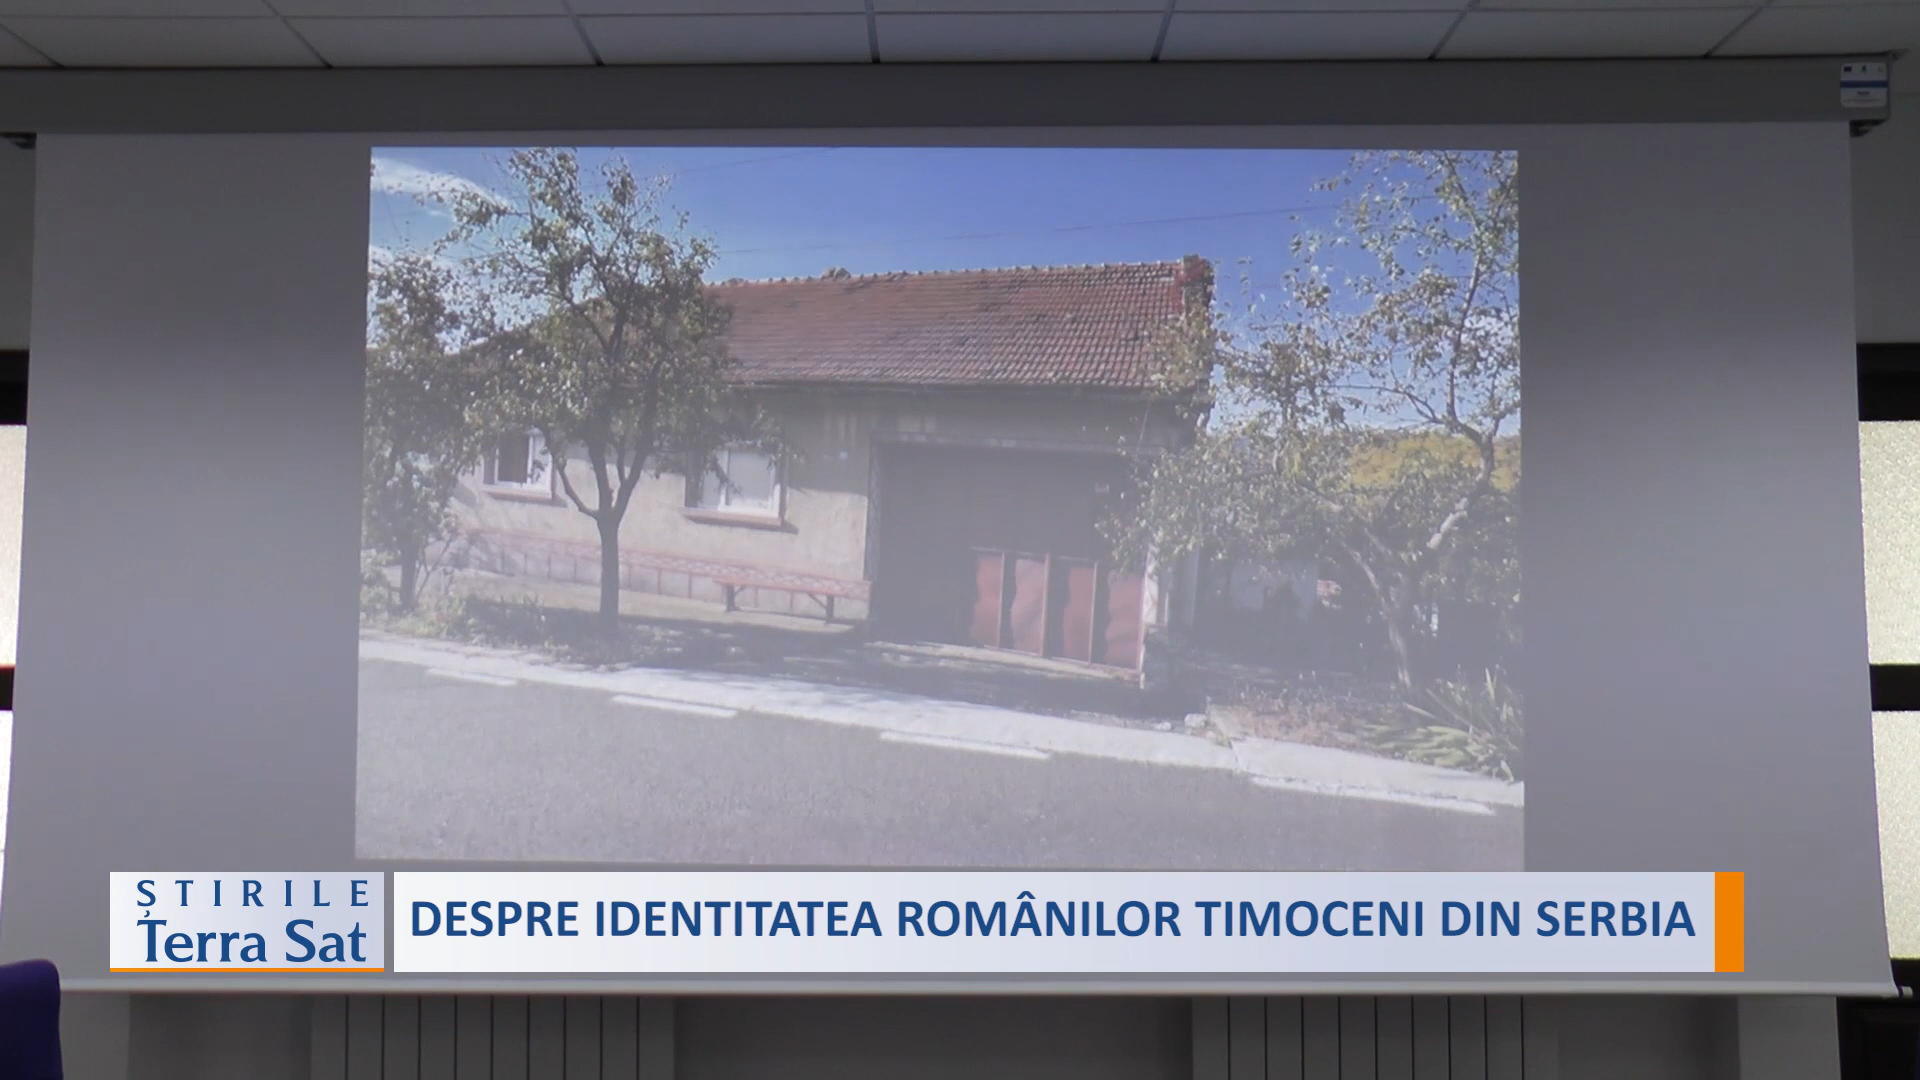 ȘTIRILE
Terra Sat
DESPRE IDENTITATEA ROMÂNILOR TIMOCENI DIN SERBIA